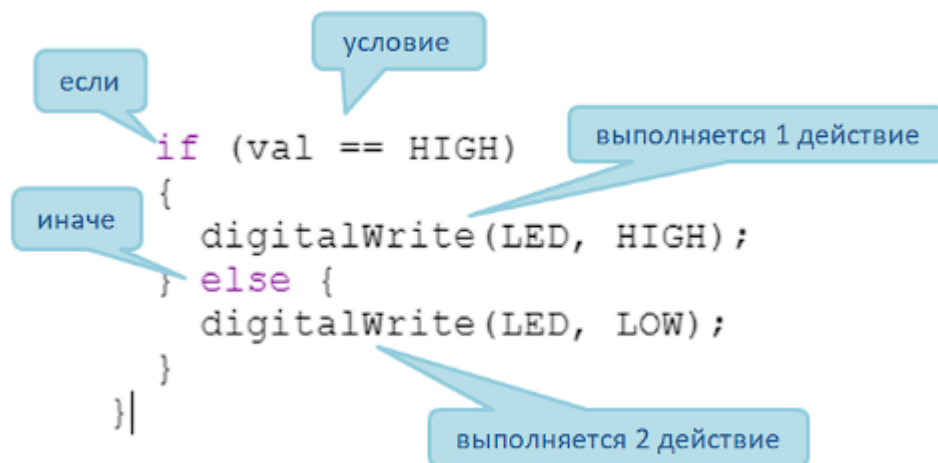 условие
если
if (val == HIGH)
выполняется 1 действие
{
иначе
digitalWrite(LED, HIGH);
} else {
digitalWrite(LED, LOW);
}
}
выполняется 2 действие